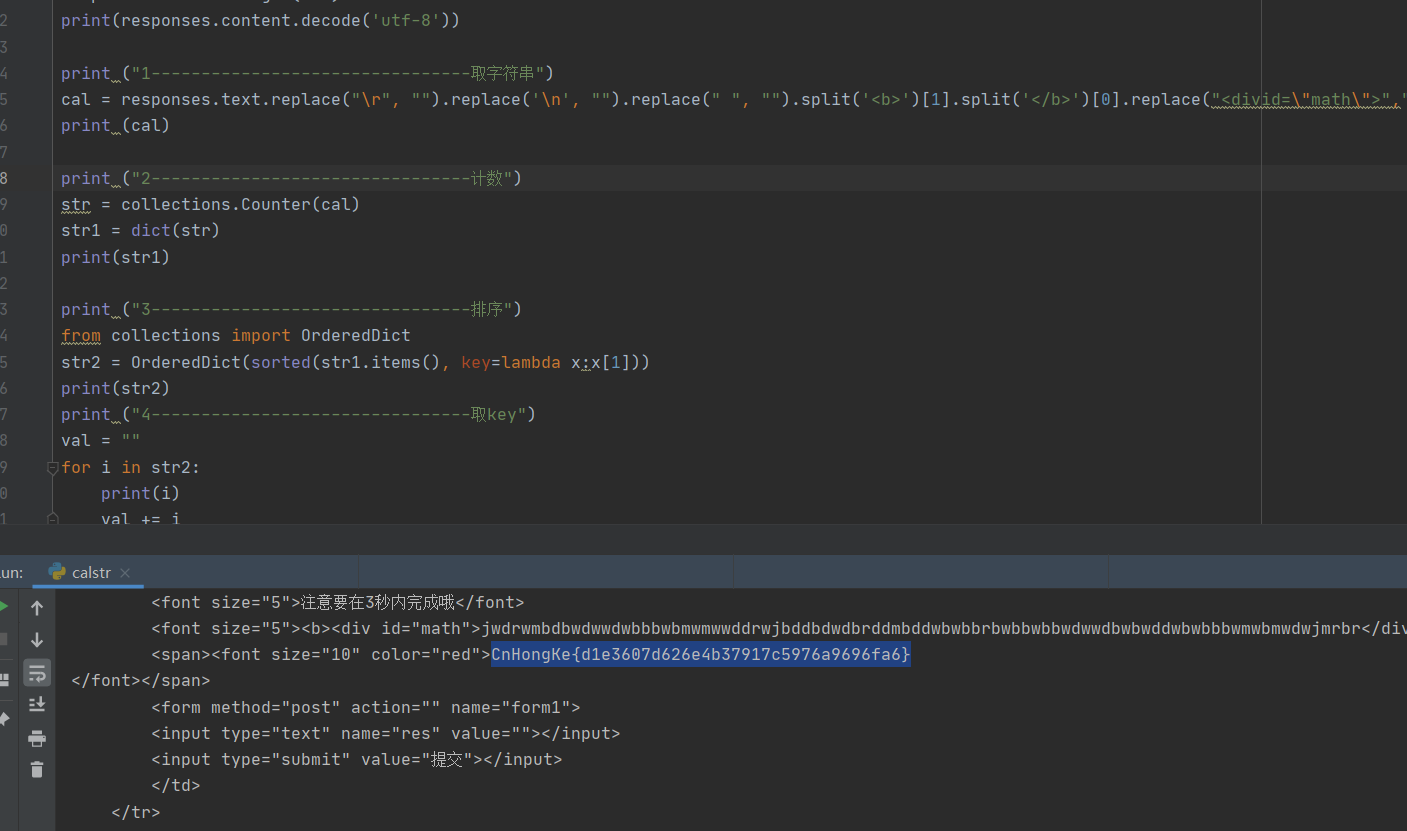 2 print(responses.content.decode('utf-8'))
3
4 print ("1--------------------------------取字符串")
5 cal = responses.text.replace("\r", "").replace('\n', "").replace(" ", "").split('<b>')[1].split('</b>')[0].replace("<divid=\"math\">",'
6 print (cal)
7
8 print ("2--------------------------------计数")
9 str = collections.Counter(cal)
0 str1 = dict(str)
1 print(str1)
2
3 print ("3--------------------------------排序")
4 from collections import OrderedDict
5 str2 = OrderedDict(sorted(str1.items(), key=lambda x:x[1]))
6 print(str2)
7 print ("4--------------------------------取key")
8 val = ""
9 for i in str2:
0 print(i)
1 val += i
un: calstr
<font size="5">注意要在3秒内完成哦</font>
<font size="5"><b><div id="math">jwdrwmbdbwdwwdwbbbwbmwmwwddrwjbddbdwdbrddmbddwbwbbrbwbbwbbwdwwdbwbwddwbwbbbwmwbmwdwjmrbr</div
<span><font size="10" color="red">CnHongKe{d1e3607d626e4b37917c5976a9696fa6}
</font></span>
<form method="post" action="" name="form1">
<input type="text" name="res" value=""></input>
<input type="submit" value="提交"></input>
</td>
</tr>